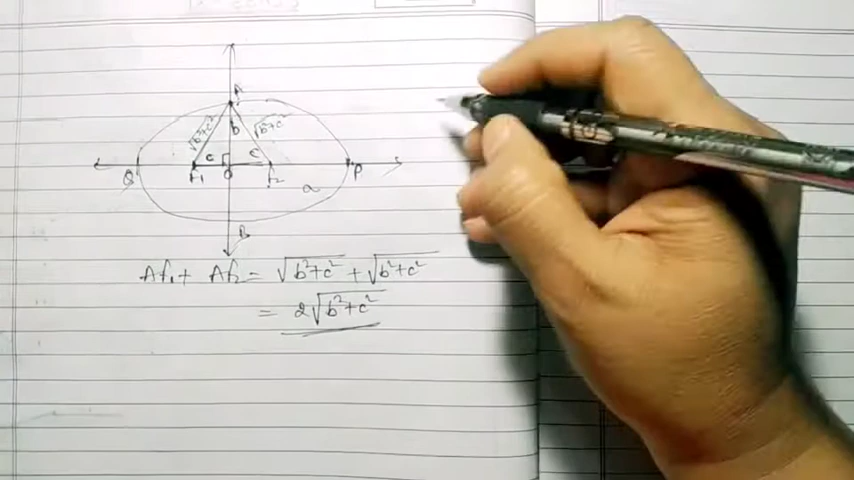 A
√b²+c²
b
√b²+c²
c
c
Q
F₁
O
F₂
P
a
B
AF₁ + AF₂ = √b²+c² + √b²+c²
= 2√b²+c²